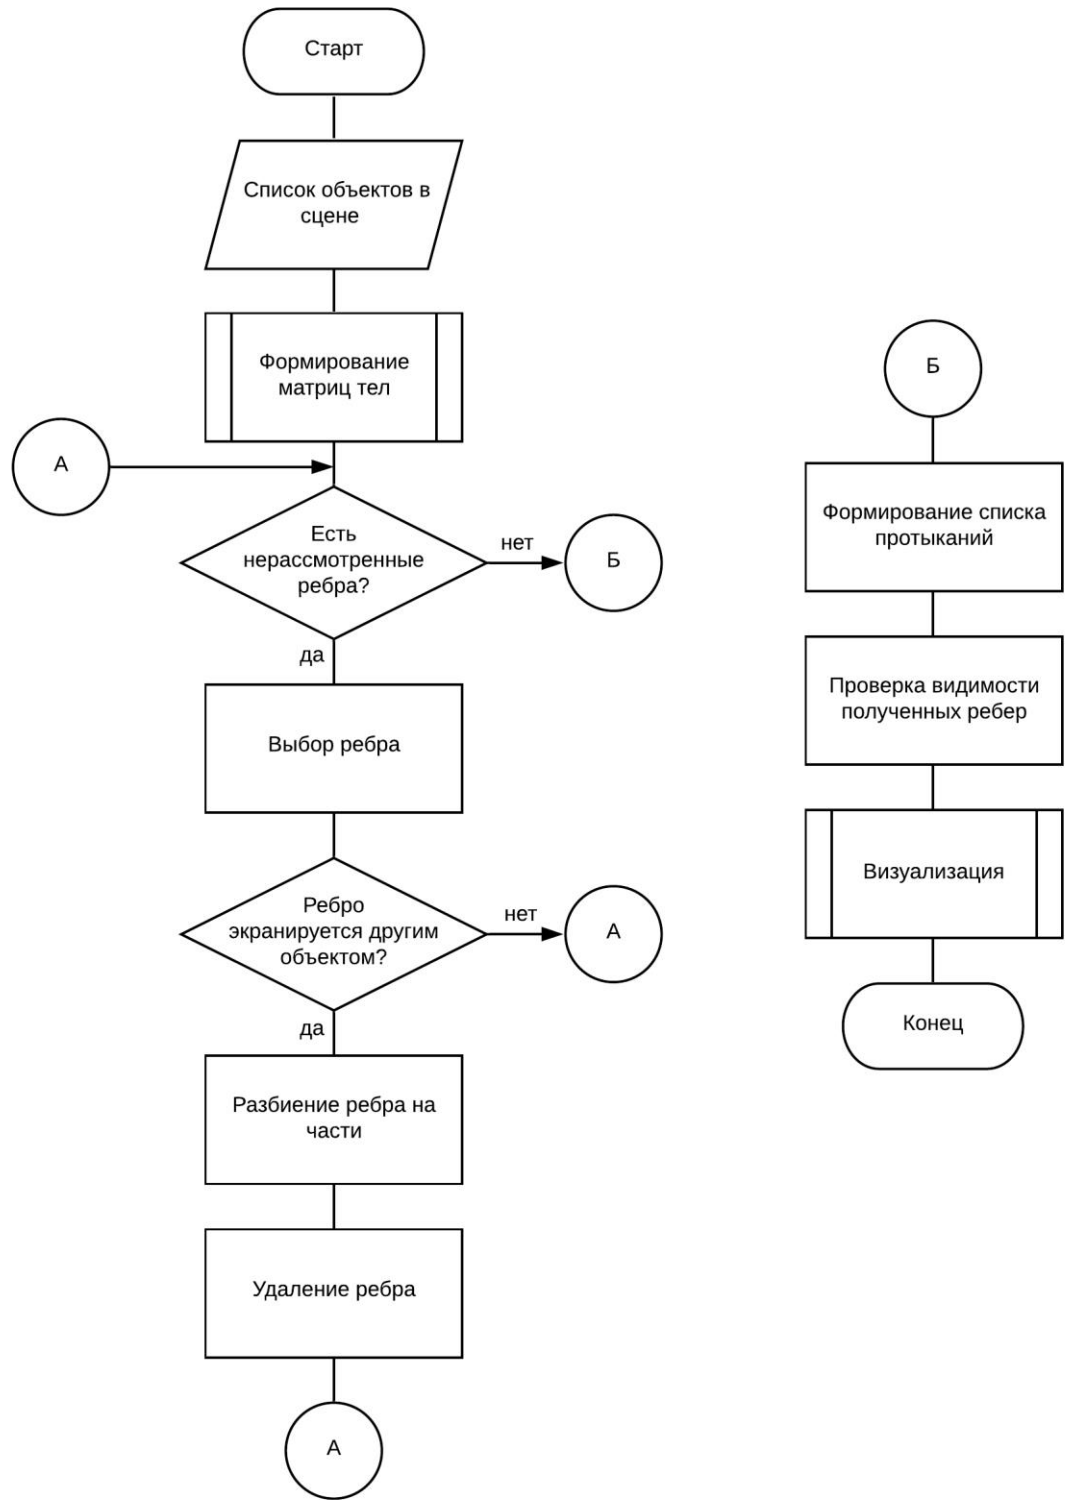 Старт
Список объектов в
сцене
Формирование
матриц тел
А
Есть
нерассмотренные
ребра?
нет
Б
да
Выбор ребра
Ребро
экранируется другим
объектом?
нет
А
да
Разбиение ребра на
части
Удаление ребра
А
Б
Формирование списка
протыканий
Проверка видимости
полученных ребер
Визуализация
Конец